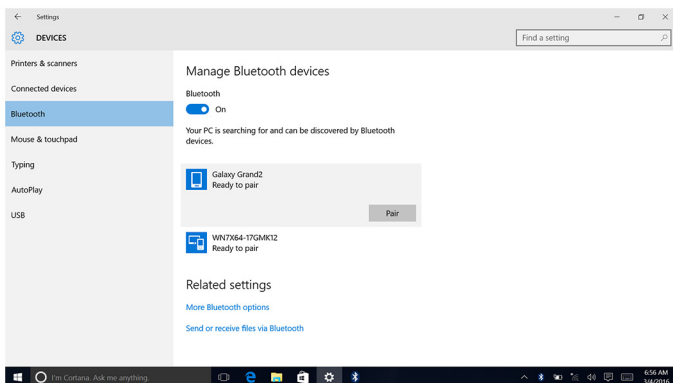 Settings
DEVICES
Find a setting
Printers & scanners
Connected devices
Bluetooth
Mouse & touchpad
Typing
AutoPlay
USB
Manage Bluetooth devices
Bluetooth
On
Your PC is searching for and can be discovered by Bluetooth
devices.
Galaxy Grand2
Ready to pair
Pair
WN7X64-17GMK12
Ready to pair
Related settings
More Bluetooth options
Send or receive files via Bluetooth
I'm Cortana. Ask me anything.
6:56 AM
3/4/2016